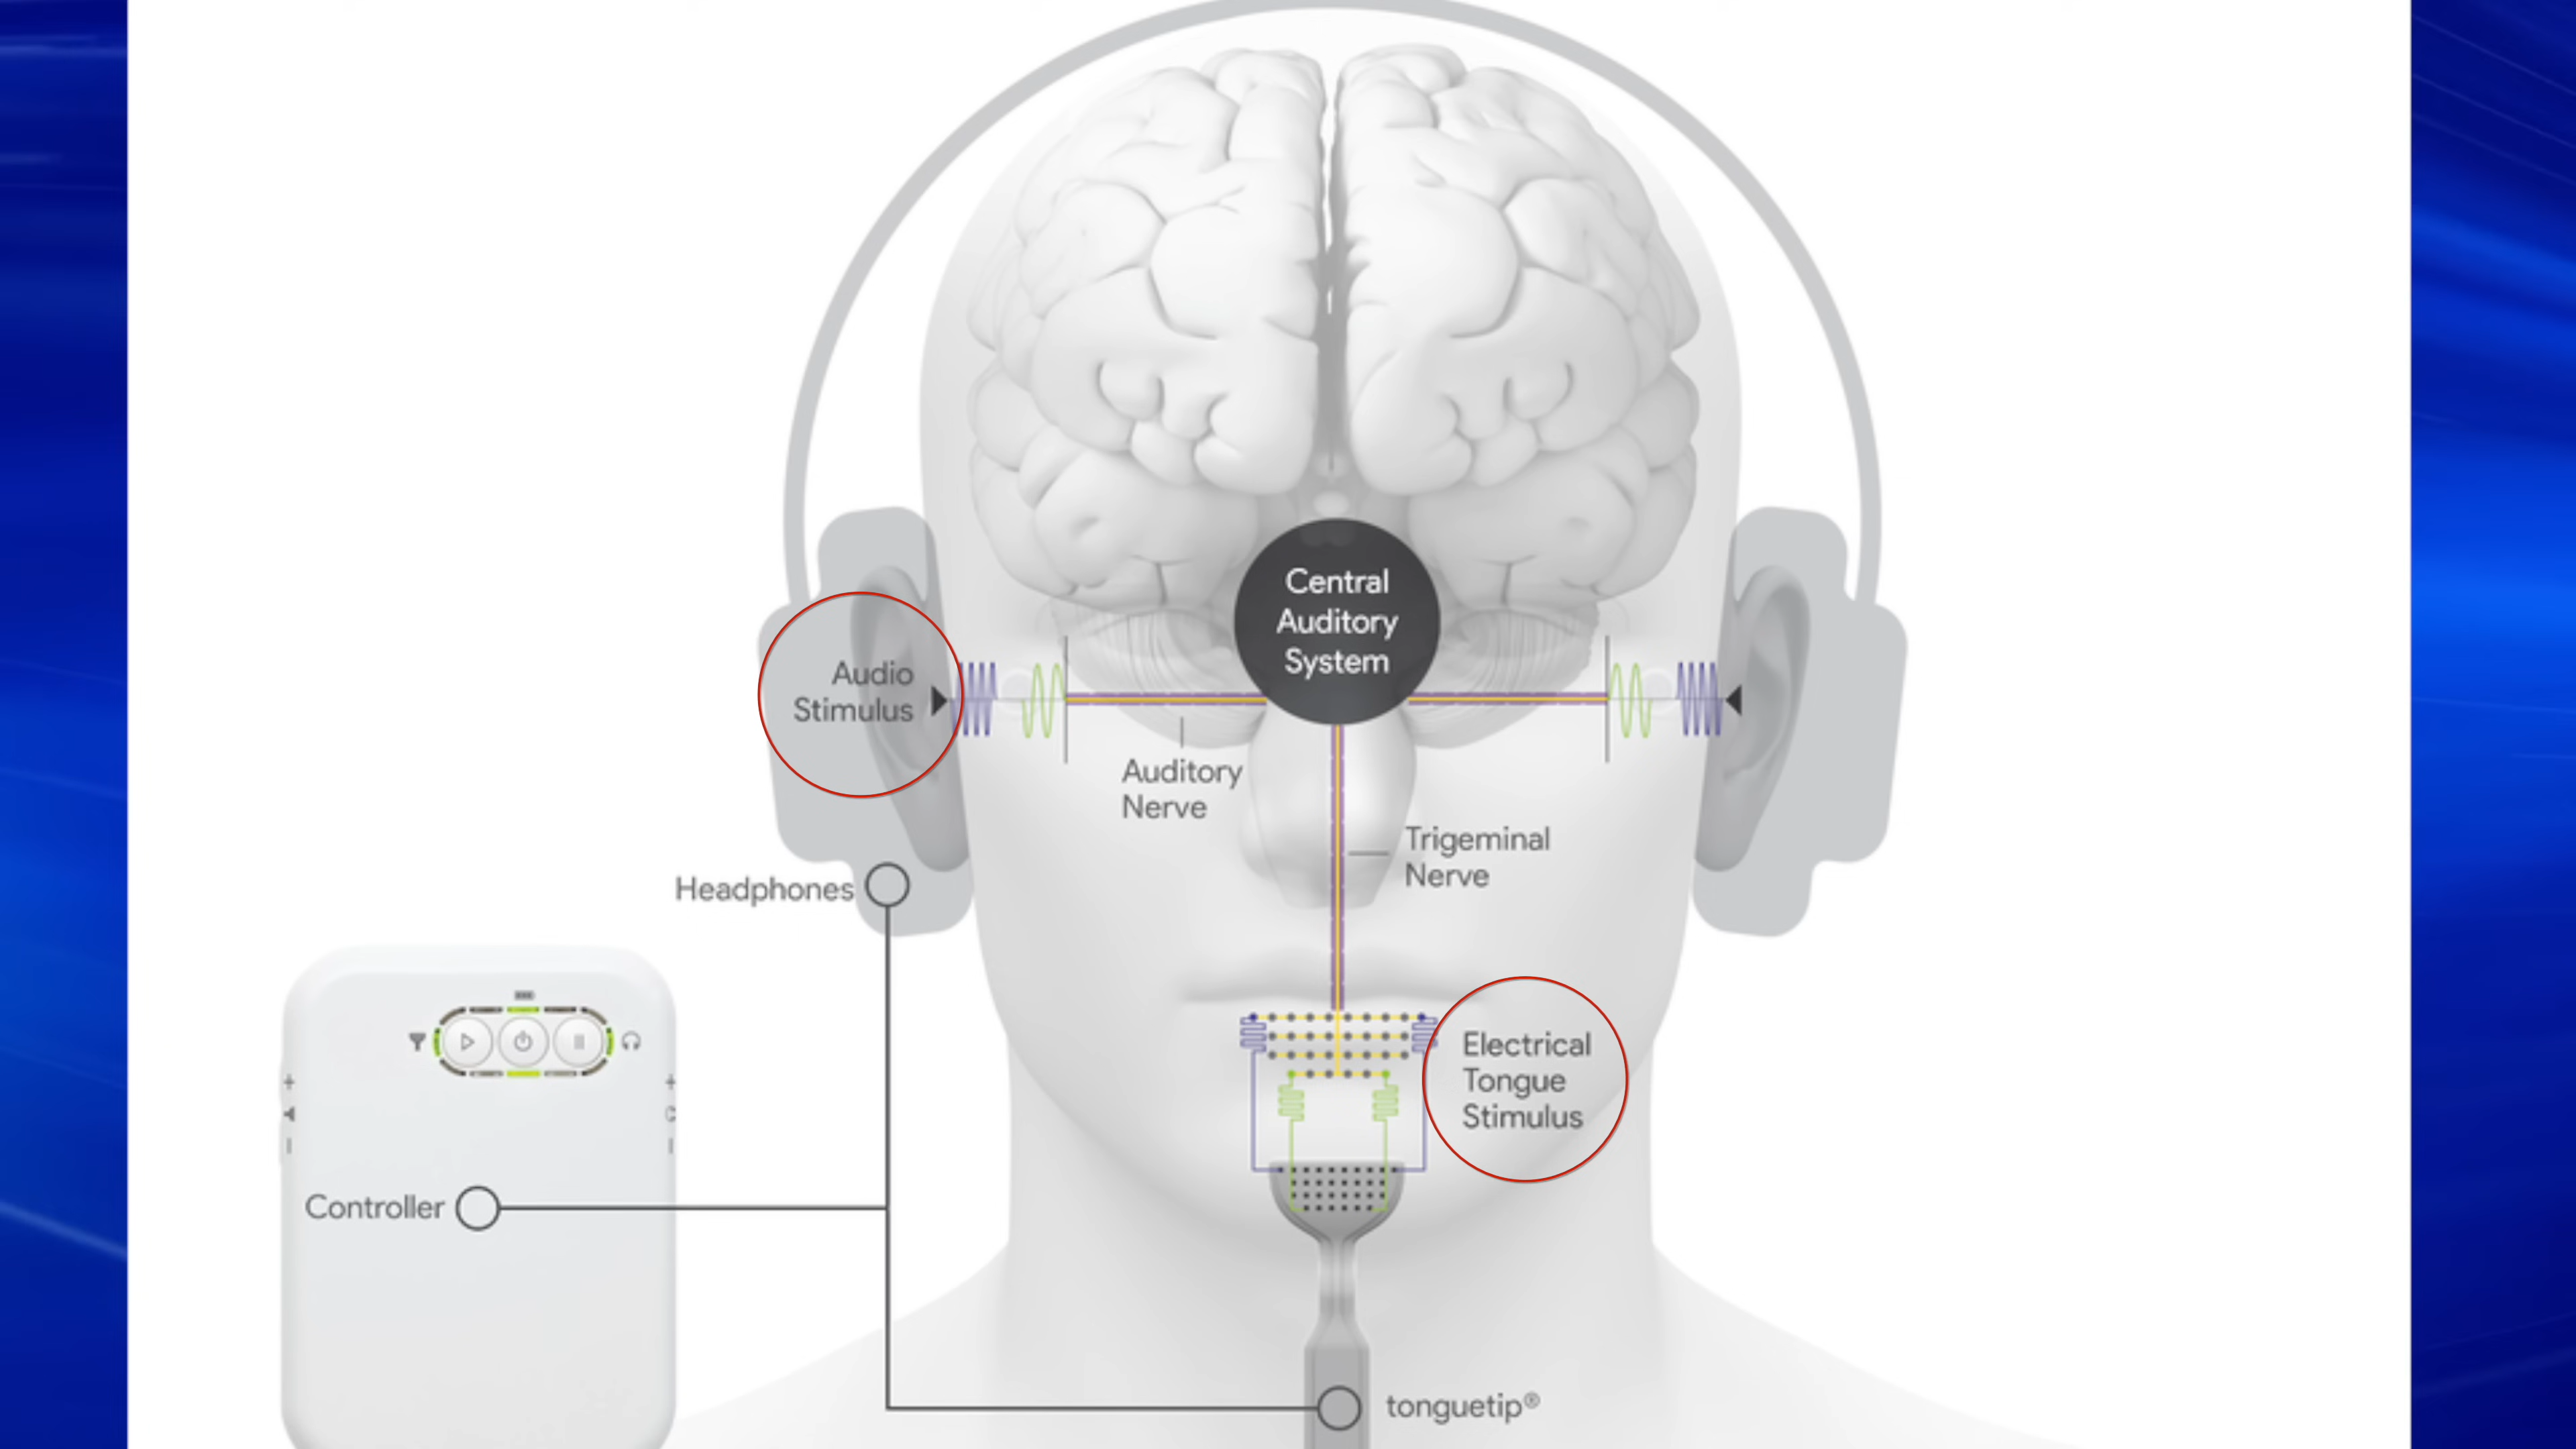 Central
Auditory
System
Audio
Stimulus
Auditory
Nerve
Trigeminal
Nerve
Headphones
Electrical
Tongue
Stimulus
Controller
tonguetip®